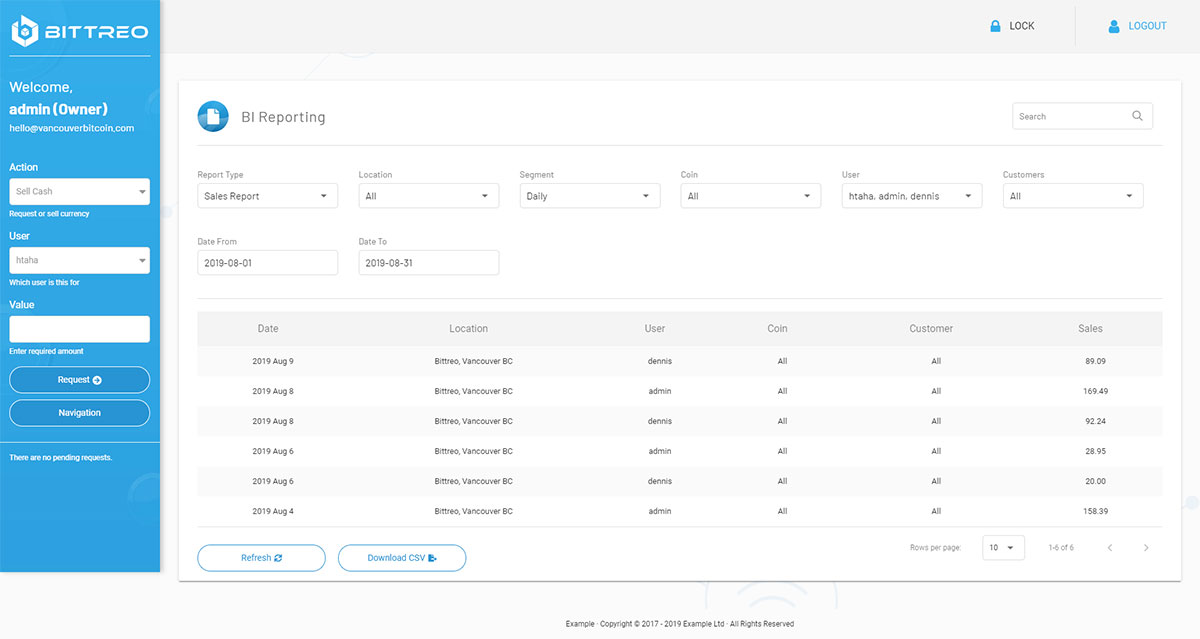 BITTREO
LOCK
LOGOUT
Welcome,
admin (Owner)
hello@vancouverbitcoin.com
Action
Sell Cash
Request or sell currency
User
htaha
Which user is this for
Value
Enter required amount
Request
Navigation
There are no pending requests.
BI Reporting
Search
Report Type Location Segment Coin User Customers
Sales Report All Daily All htaha, admin, dennis All
Date From Date To
2019-08-01 2019-08-31
Date Location User Coin Customer Sales
2019 Aug 9 Bittreo, Vancouver BC dennis All All 89.09
2019 Aug 8 Bittreo, Vancouver BC admin All All 169.49
2019 Aug 8 Bittreo, Vancouver BC dennis All All 92.24
2019 Aug 6 Bittreo, Vancouver BC admin All All 28.95
2019 Aug 6 Bittreo, Vancouver BC dennis All All 20.00
2019 Aug 4 Bittreo, Vancouver BC admin All All 158.39
Refresh Download CSV Rows per page: 10 1-6 of 6
Example · Copyright © 2017 - 2019 Example Ltd · All Rights Reserved